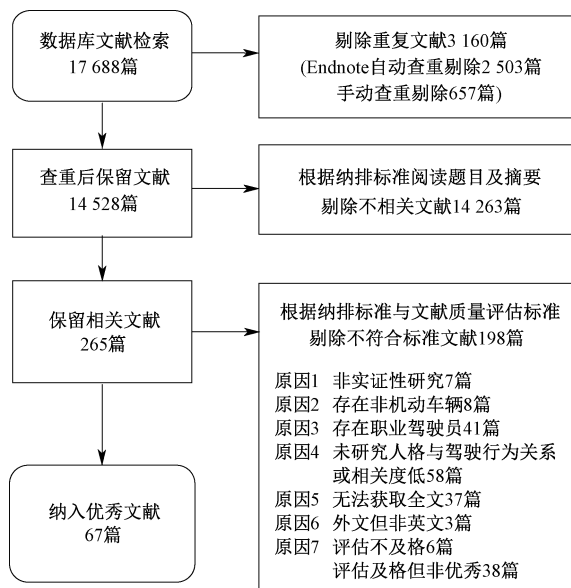 数据库文献检索
17 688篇
剔除重复文献3 160篇
(Endnote自动查重剔除2 503篇
手动查重剔除657篇)
查重后保留文献
14 528篇
根据纳排标准阅读题目及摘要
剔除不相关文献14 263篇
保留相关文献
265篇
根据纳排标准与文献质量评估标准
剔除不符合标准文献198篇
原因1 非实证性研究7篇
原因2 存在非机动车辆8篇
原因3 存在职业驾驶员41篇
原因4 未研究人格与驾驶行为关系
或相关度低58篇
原因5 无法获取全文37篇
原因6 外文但非英文3篇
原因7 评估不及格6篇
评估及格但非优秀38篇
纳入优秀文献
67篇